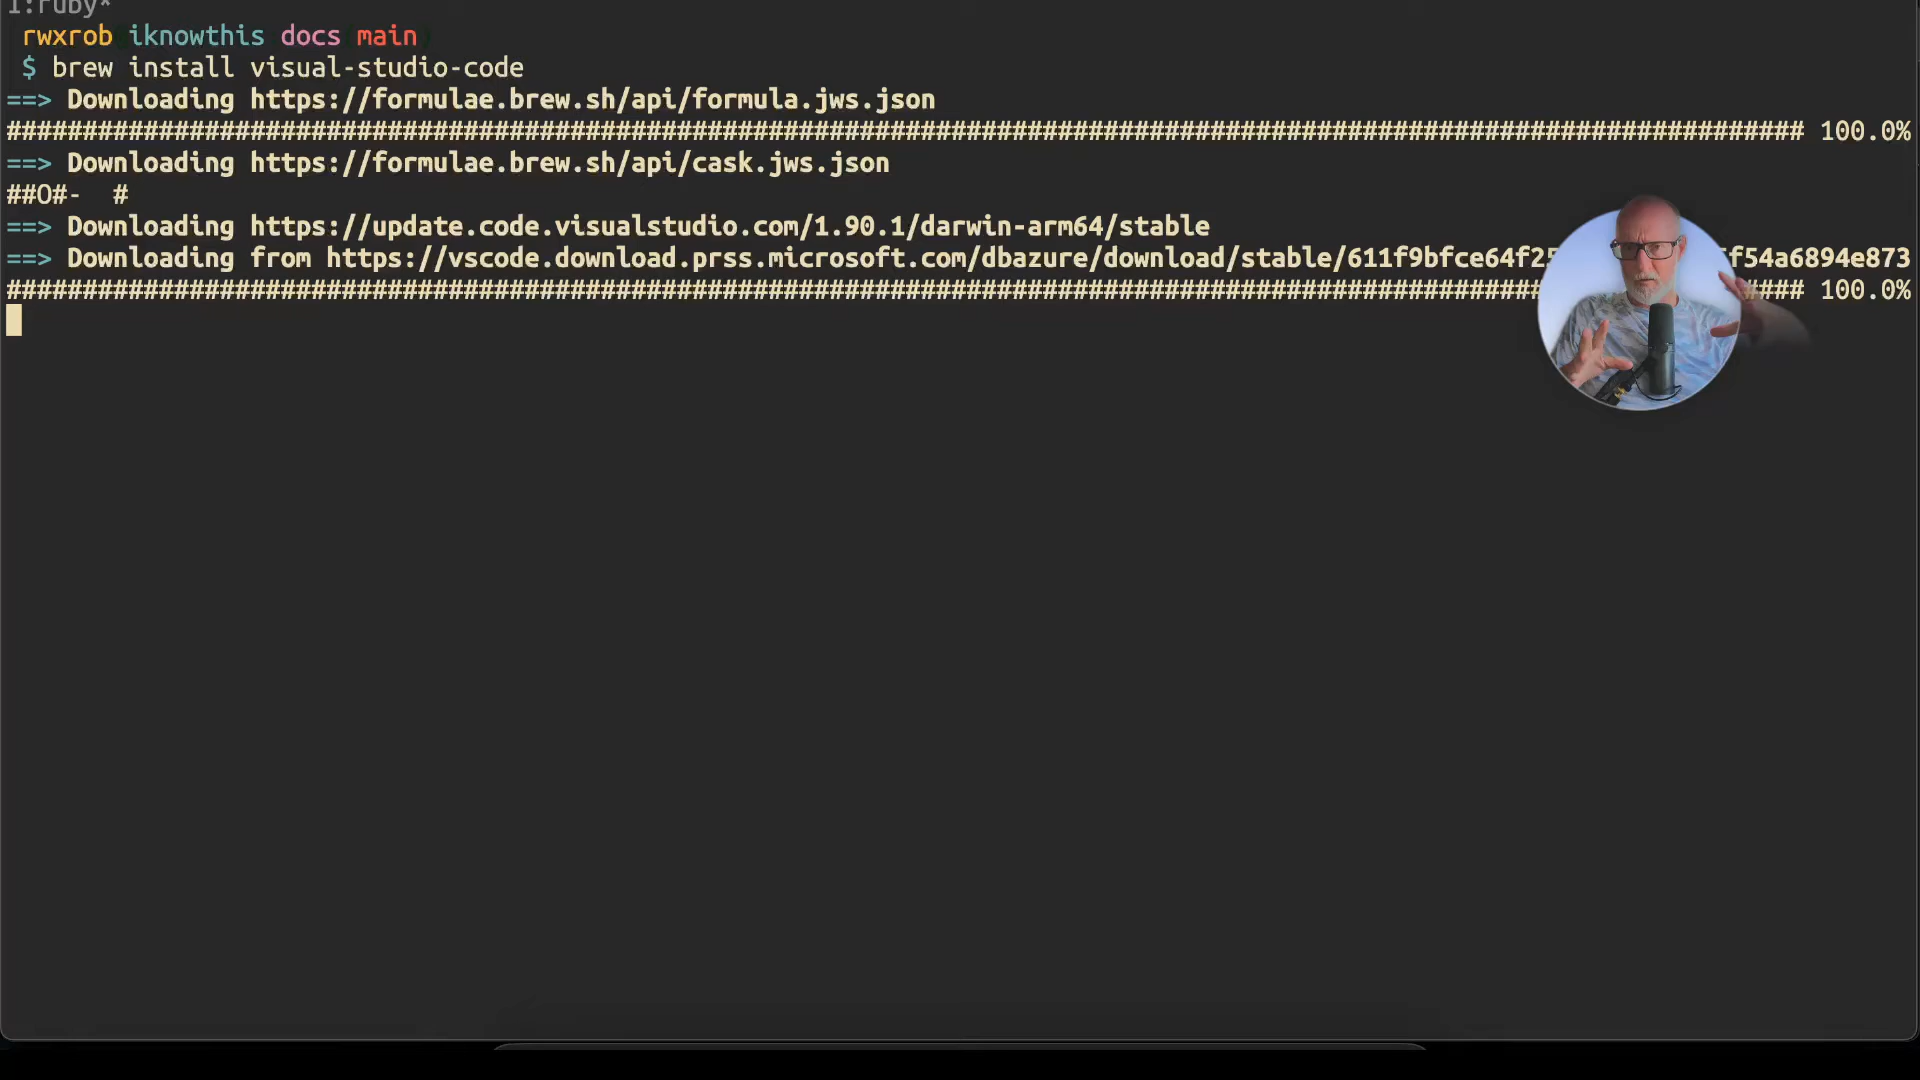 1:ruby*
rwxrob iknowthis docs main
$ brew install visual-studio-code
==> Downloading https://formulae.brew.sh/api/formula.jws.json
###################################################################################################################### 100.0%
==> Downloading https://formulae.brew.sh/api/cask.jws.json
##O#-  #
==> Downloading https://update.code.visualstudio.com/1.90.1/darwin-arm64/stable
==> Downloading from https://vscode.download.prss.microsoft.com/dbazure/download/stable/611f9bfce64f25 f54a6894e873
###################################################################################################################### 100.0%